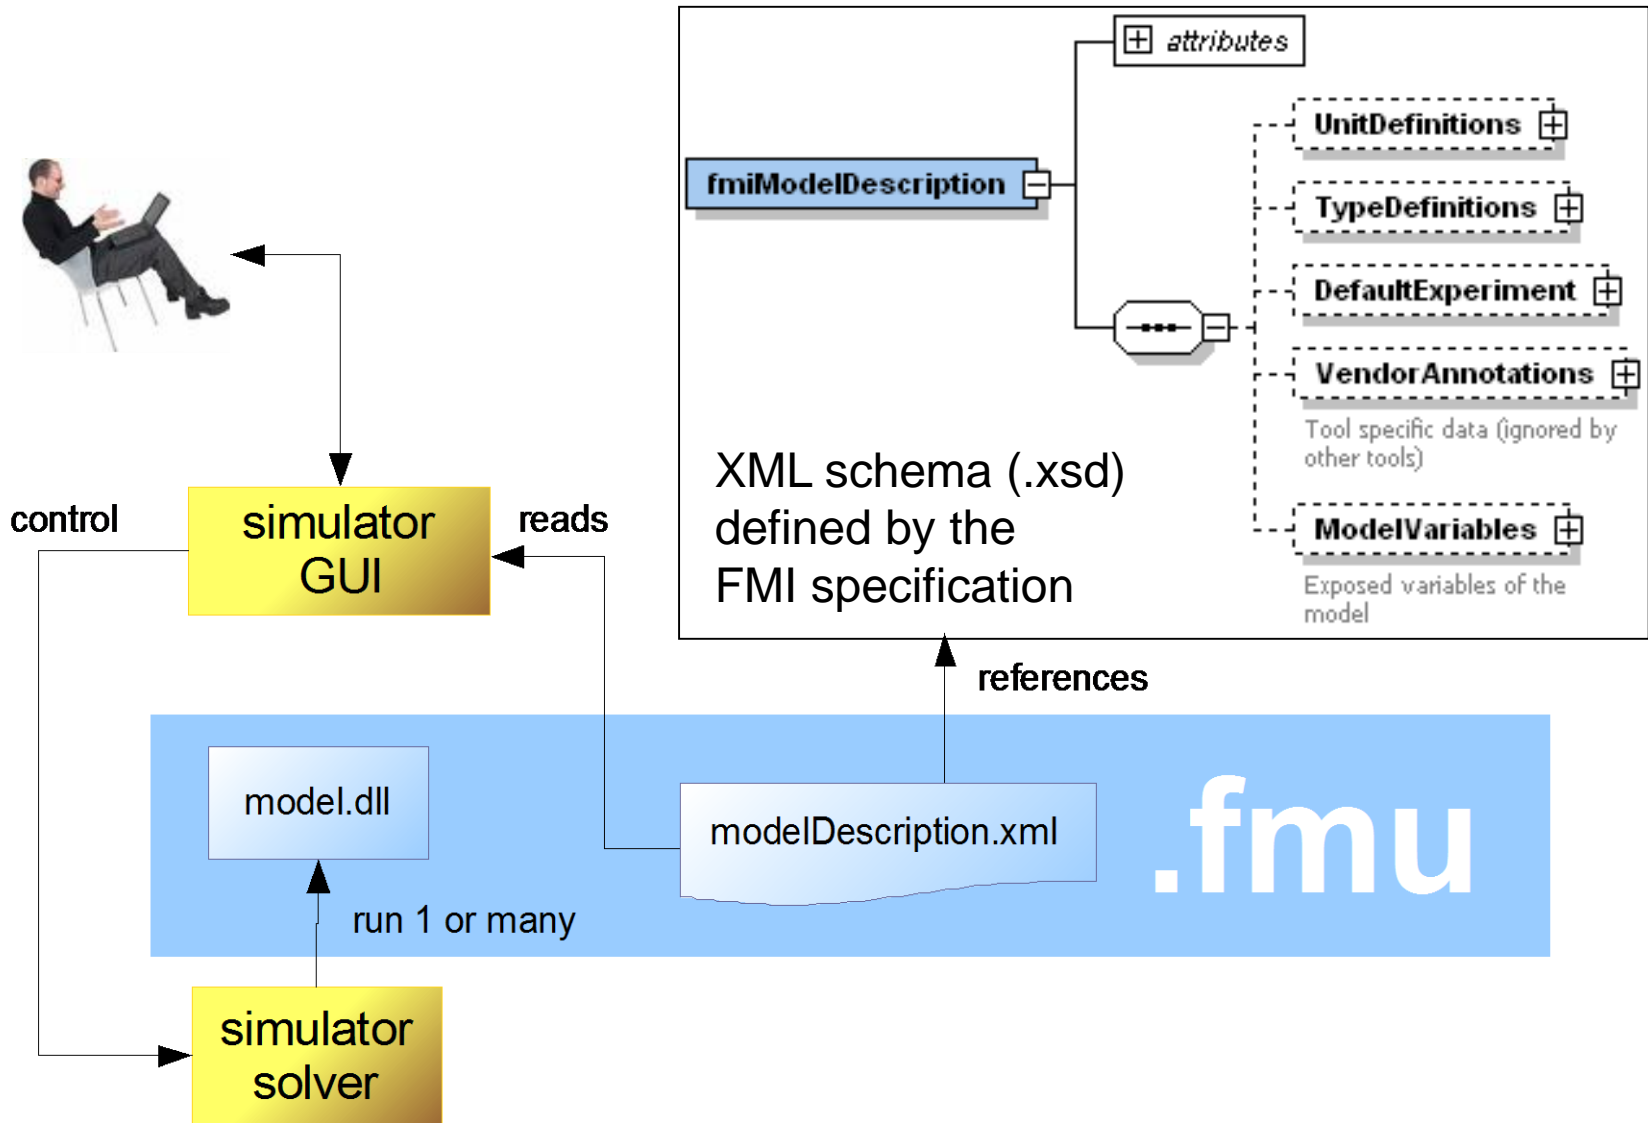 attributes
UnitDefinitions
fmiModelDescription
TypeDefinitions
DefaultExperiment
VendorAnnotations
Tool specific data (ignored by
other tools)
ModelVariables
Exposed variables of the
model
XML schema (.xsd)
defined by the
FMI specification
control
simulator
GUI
reads
references
model.dll
modelDescription.xml
.fmu
run 1 or many
simulator
solver